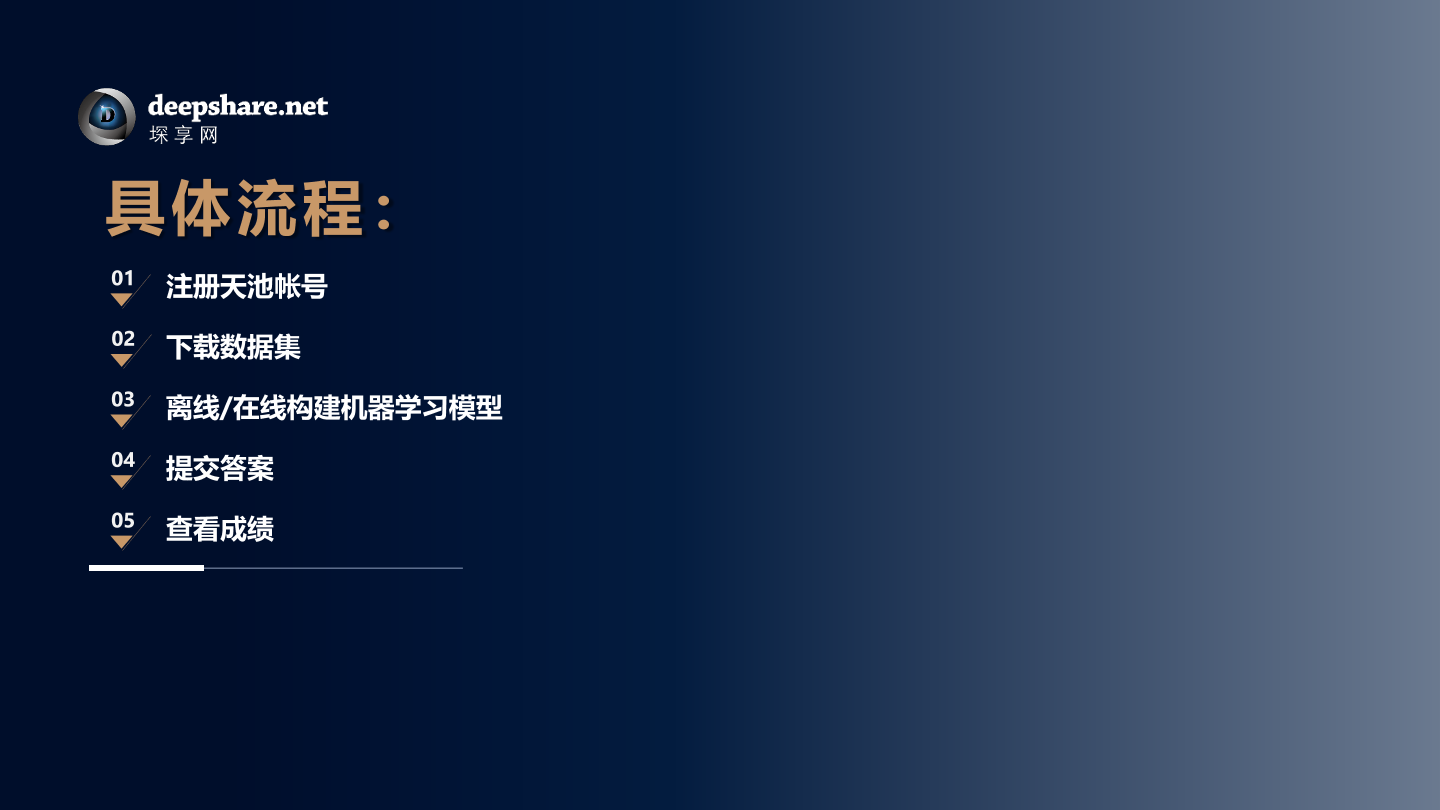 deepshare.net
深享网
具体流程：
01 注册天池帐号
02 下载数据集
03 离线/在线构建机器学习模型
04 提交答案
05 查看成绩